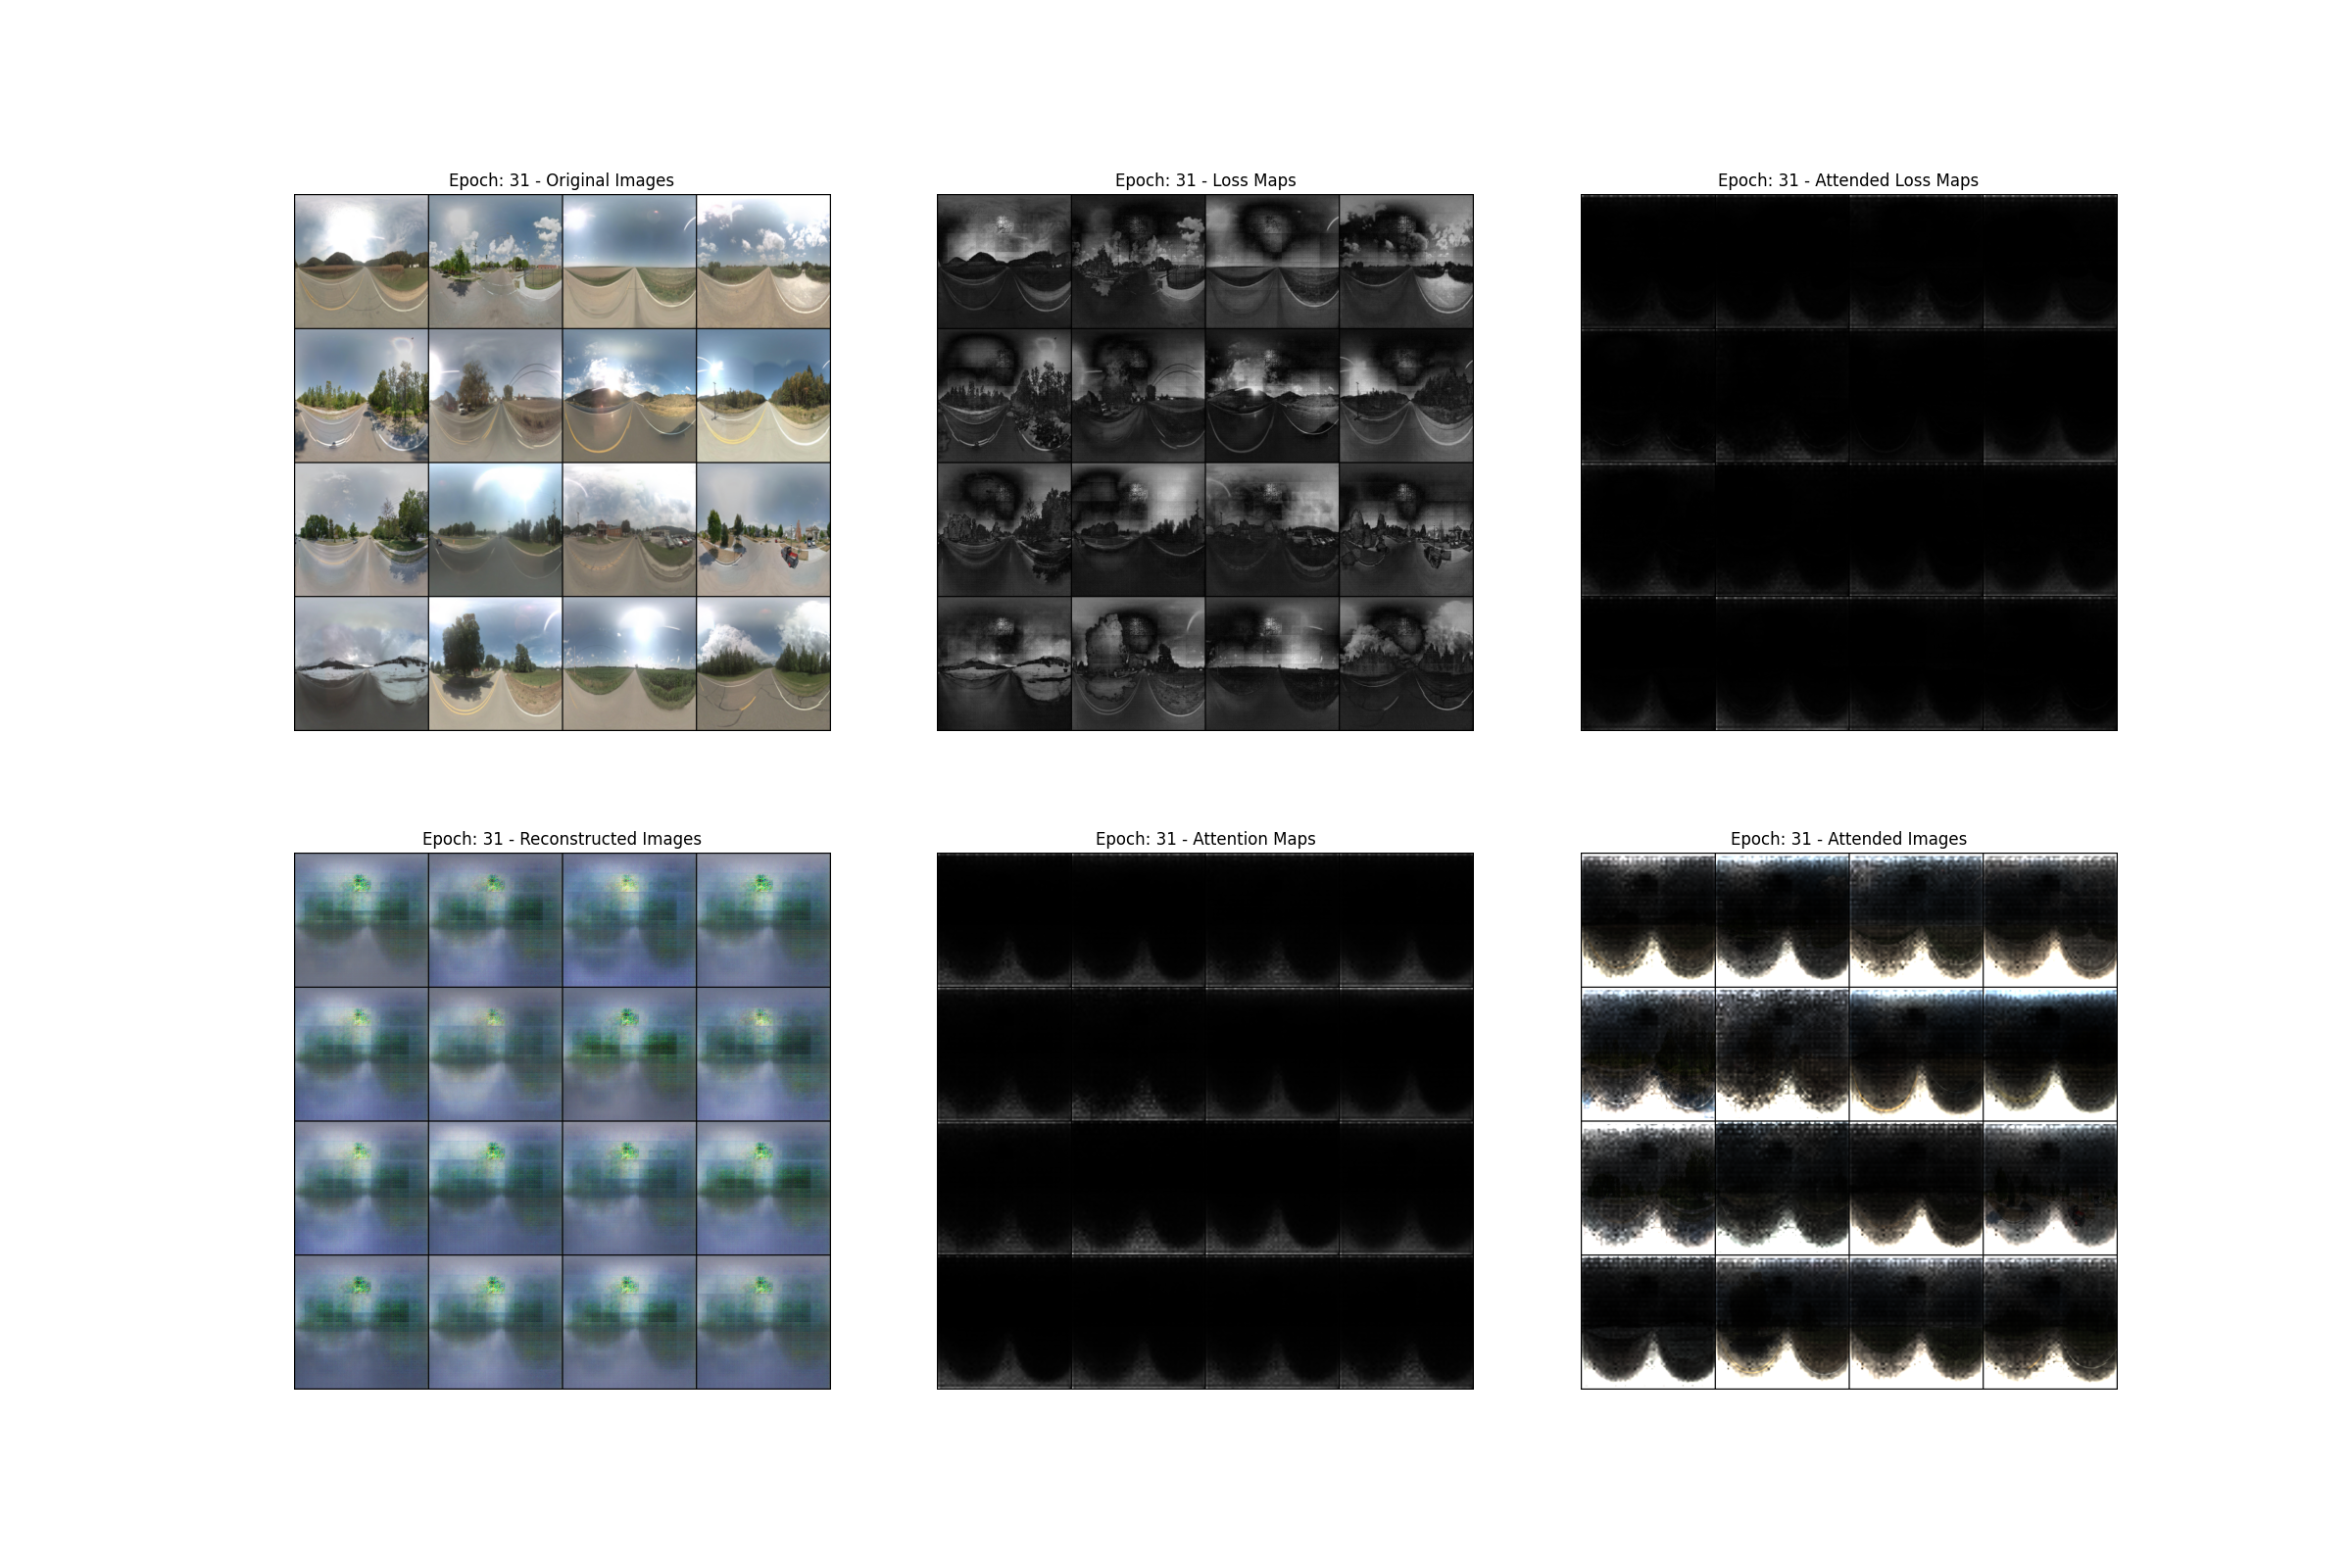 Epoch: 31 - Original Images
Epoch: 31 - Loss Maps
Epoch: 31 - Attended Loss Maps
Epoch: 31 - Reconstructed Images
Epoch: 31 - Attention Maps
Epoch: 31 - Attended Images